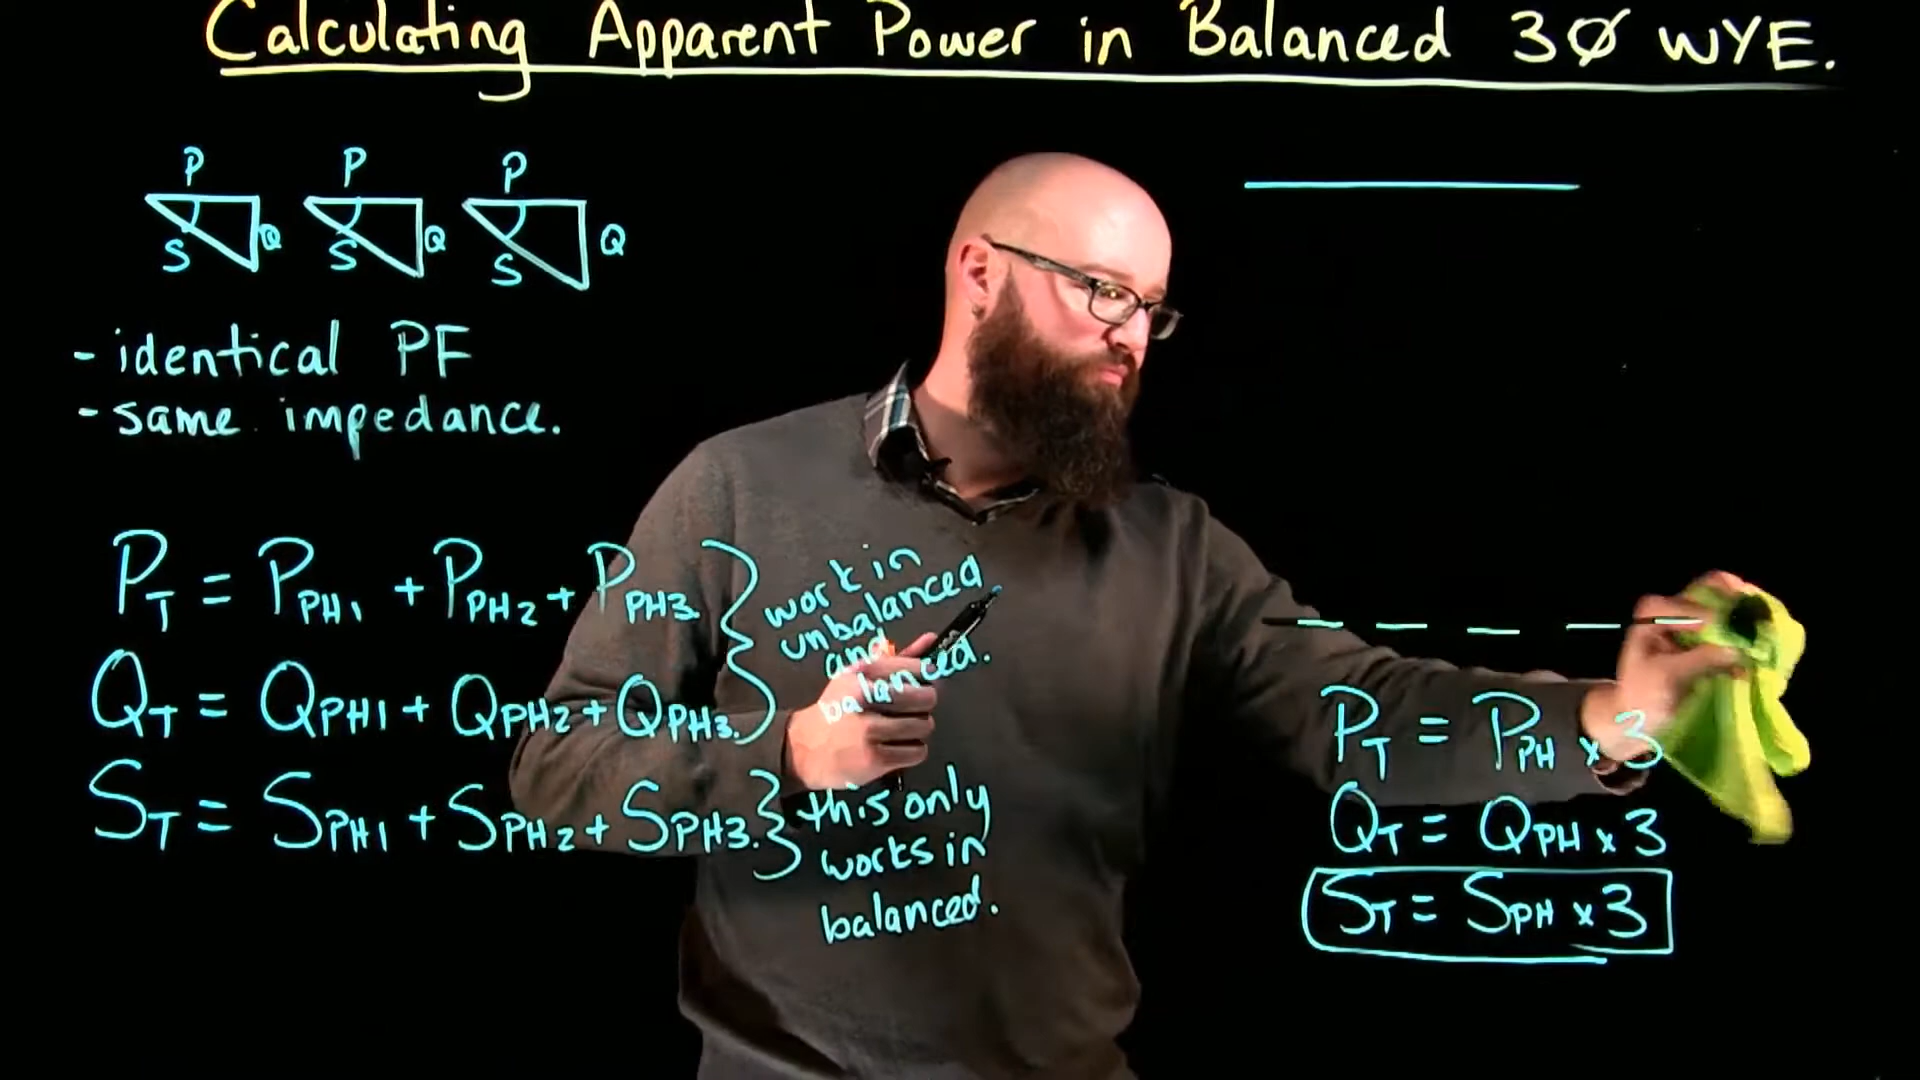 Calculating Apparent Power in Balanced 3Ø WYE.
P P P
S Q S Q S Q
- identical PF
- same impedance.
PT = PPH1 + PPH2 + PPH3
QT = QPH1 + QPH2 + QPH3.
ST = SPH1 + SPH2 + SPH3.
work in
unbalanced
and
balanced.
this only
works in
balanced.
PT = PPH x 3
QT = QPH x 3
ST = SPH x 3